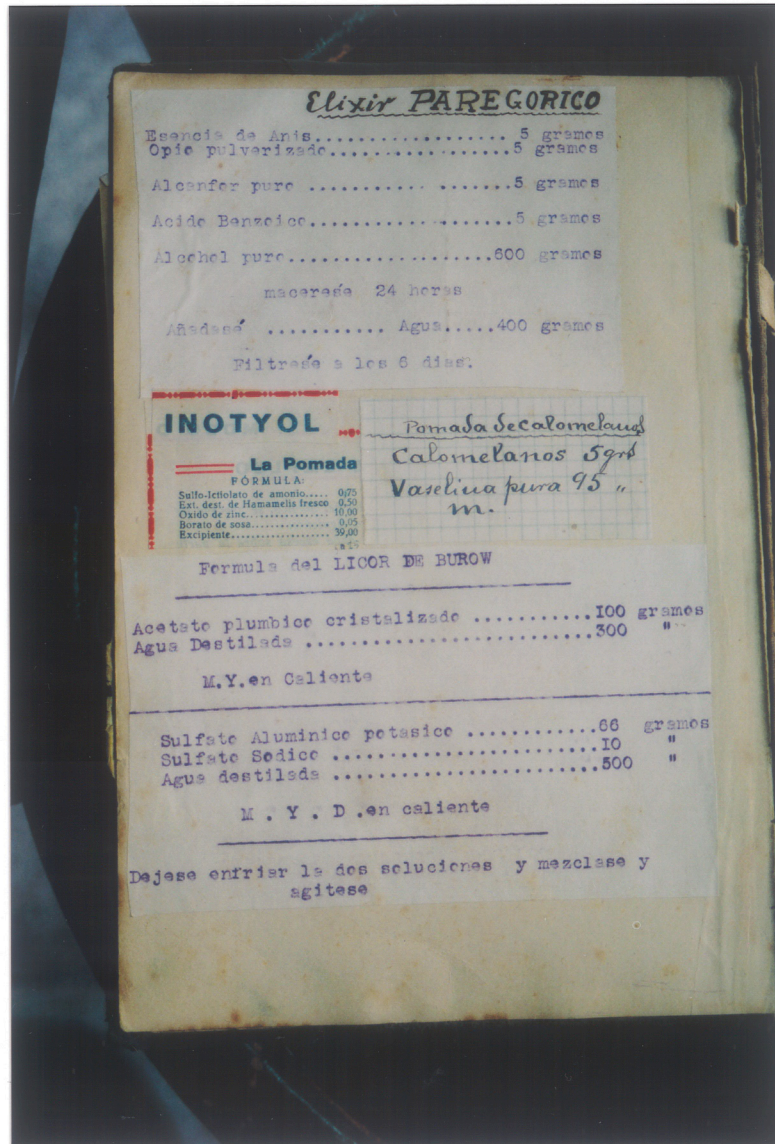 Elixir PAREGORICO
Esencia de Anis................... 5 gramos
Opio pulverizado..................5 gramos
Alcanfor puro ....................5 gramos
Acido Benzoico....................5 gramos
Alcohol puro....................600 gramos
macerese 24 horas
Añadasé ........... Agua.....400 gramos
Filtrese a los 6 dias.
INOTYOL
La Pomada
FÓRMULA:
Sulfo-Ictiolato de amonio..... 0,75
Ext. dest. de Hamamelis fresco 0,50
Oxido de zinc................. 10,00
Borato de sosa................ 0,05
Excipiente.................... 39,00
Pomada de calomelanos
Calomelanos 5 grs
Vaselina pura 95 "
m.
Formula del LICOR DE BUROW
Acetato plumbico cristalizado ...........I00 gramos
Agua Destilada ..........................300 "
M.Y.en Caliente
Sulfato Aluminico potasico ............66 gramos
Sulfato Sodico ........................I0 "
Agua destilada ........................500 "
M . Y . D .en caliente
Dejese enfriar la dos soluciones y mezclase y
agitese